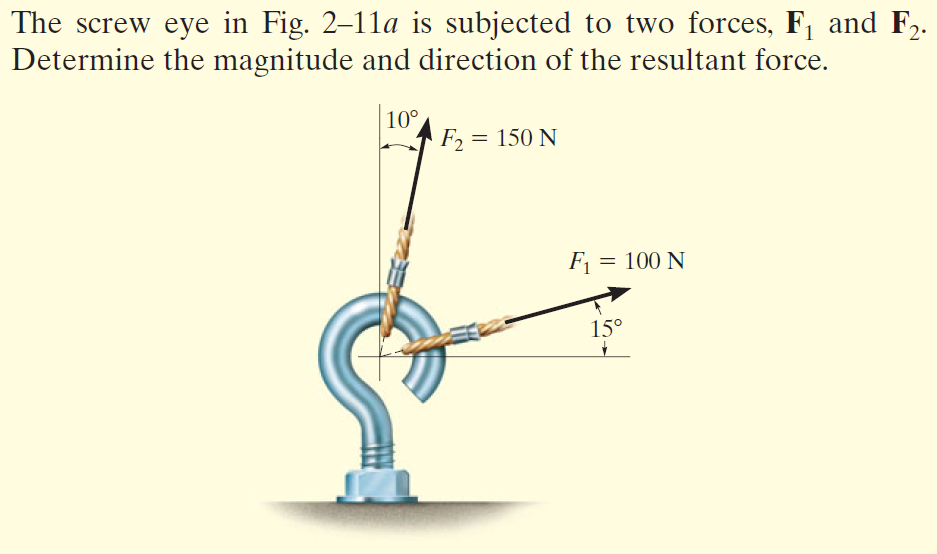 The screw eye in Fig. 2–11a is subjected to two forces, F₁ and F₂.
Determine the magnitude and direction of the resultant force.
10°
F₂ = 150 N
F₁ = 100 N
15°